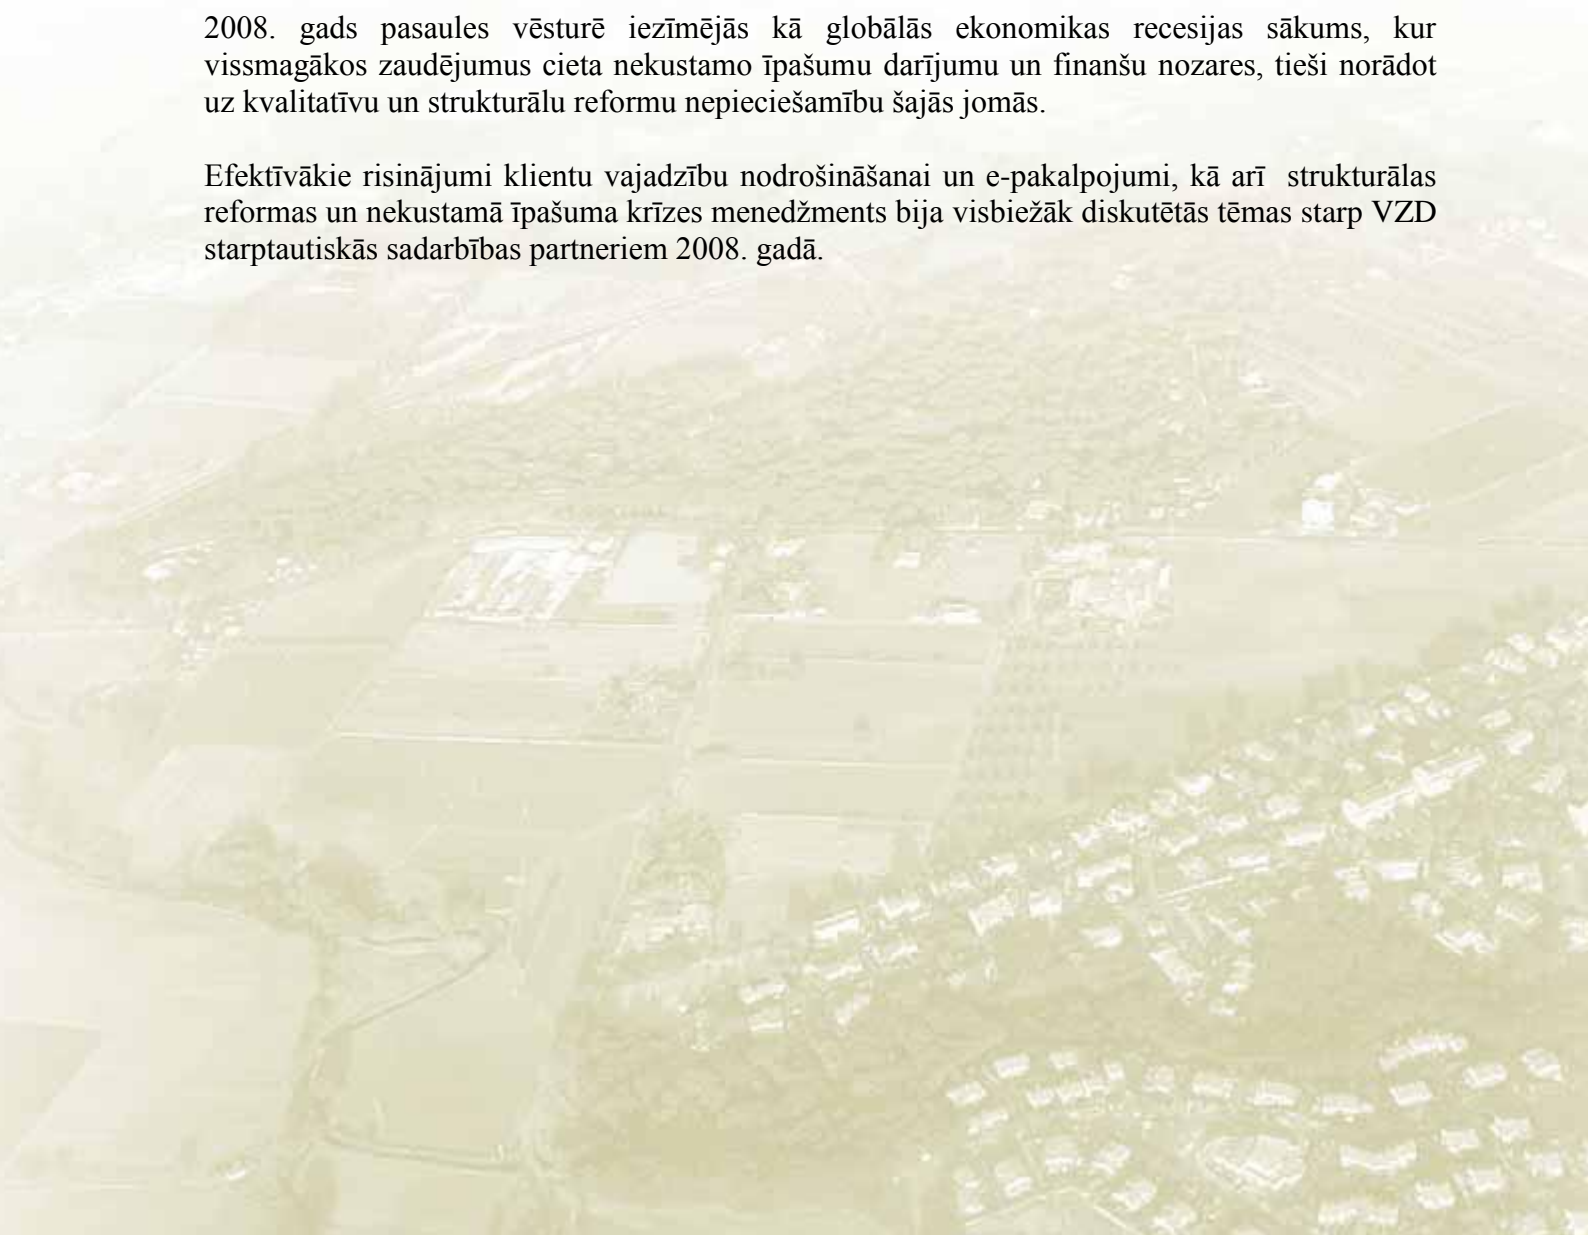 2008. gads pasaules vēsturē iezīmējās kā globālās ekonomikas recesijas sākums, kur
vissmagākos zaudējumus cieta nekustamo īpašumu darījumu un finanšu nozares, tieši norādot
uz kvalitatīvu un strukturālu reformu nepieciešamību šajās jomās.
Efektīvākie risinājumi klientu vajadzību nodrošināšanai un e-pakalpojumi, kā arī  strukturālas
reformas un nekustamā īpašuma krīzes menedžments bija visbiežāk diskutētās tēmas starp VZD
starptautiskās sadarbības partneriem 2008. gadā.